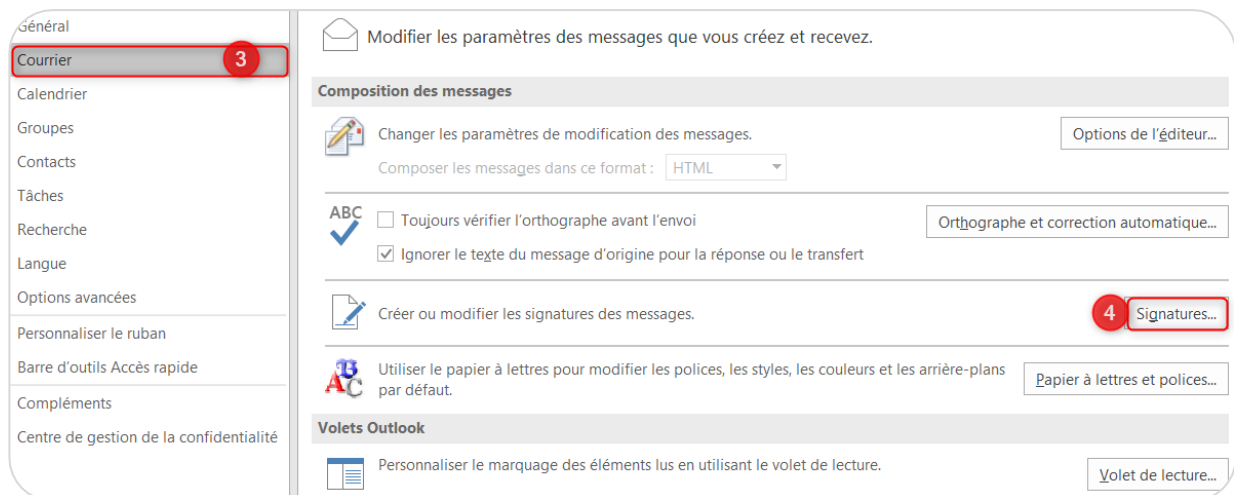 Général
Courrier
3
Calendrier
Groupes
Contacts
Tâches
Recherche
Langue
Options avancées
Personnaliser le ruban
Barre d'outils Accès rapide
Compléments
Centre de gestion de la confidentialité
Modifier les paramètres des messages que vous créez et recevez.
Composition des messages
Changer les paramètres de modification des messages.
Options de l'éditeur...
Composer les messages dans ce format : HTML
ABC
Toujours vérifier l'orthographe avant l'envoi
Orthographe et correction automatique...
Ignorer le texte du message d'origine pour la réponse ou le transfert
Créer ou modifier les signatures des messages.
4
Signatures...
ABC
Utiliser le papier à lettres pour modifier les polices, les styles, les couleurs et les arrière-plans
par défaut.
Papier à lettres et polices...
Volets Outlook
Personnaliser le marquage des éléments lus en utilisant le volet de lecture.
Volet de lecture...